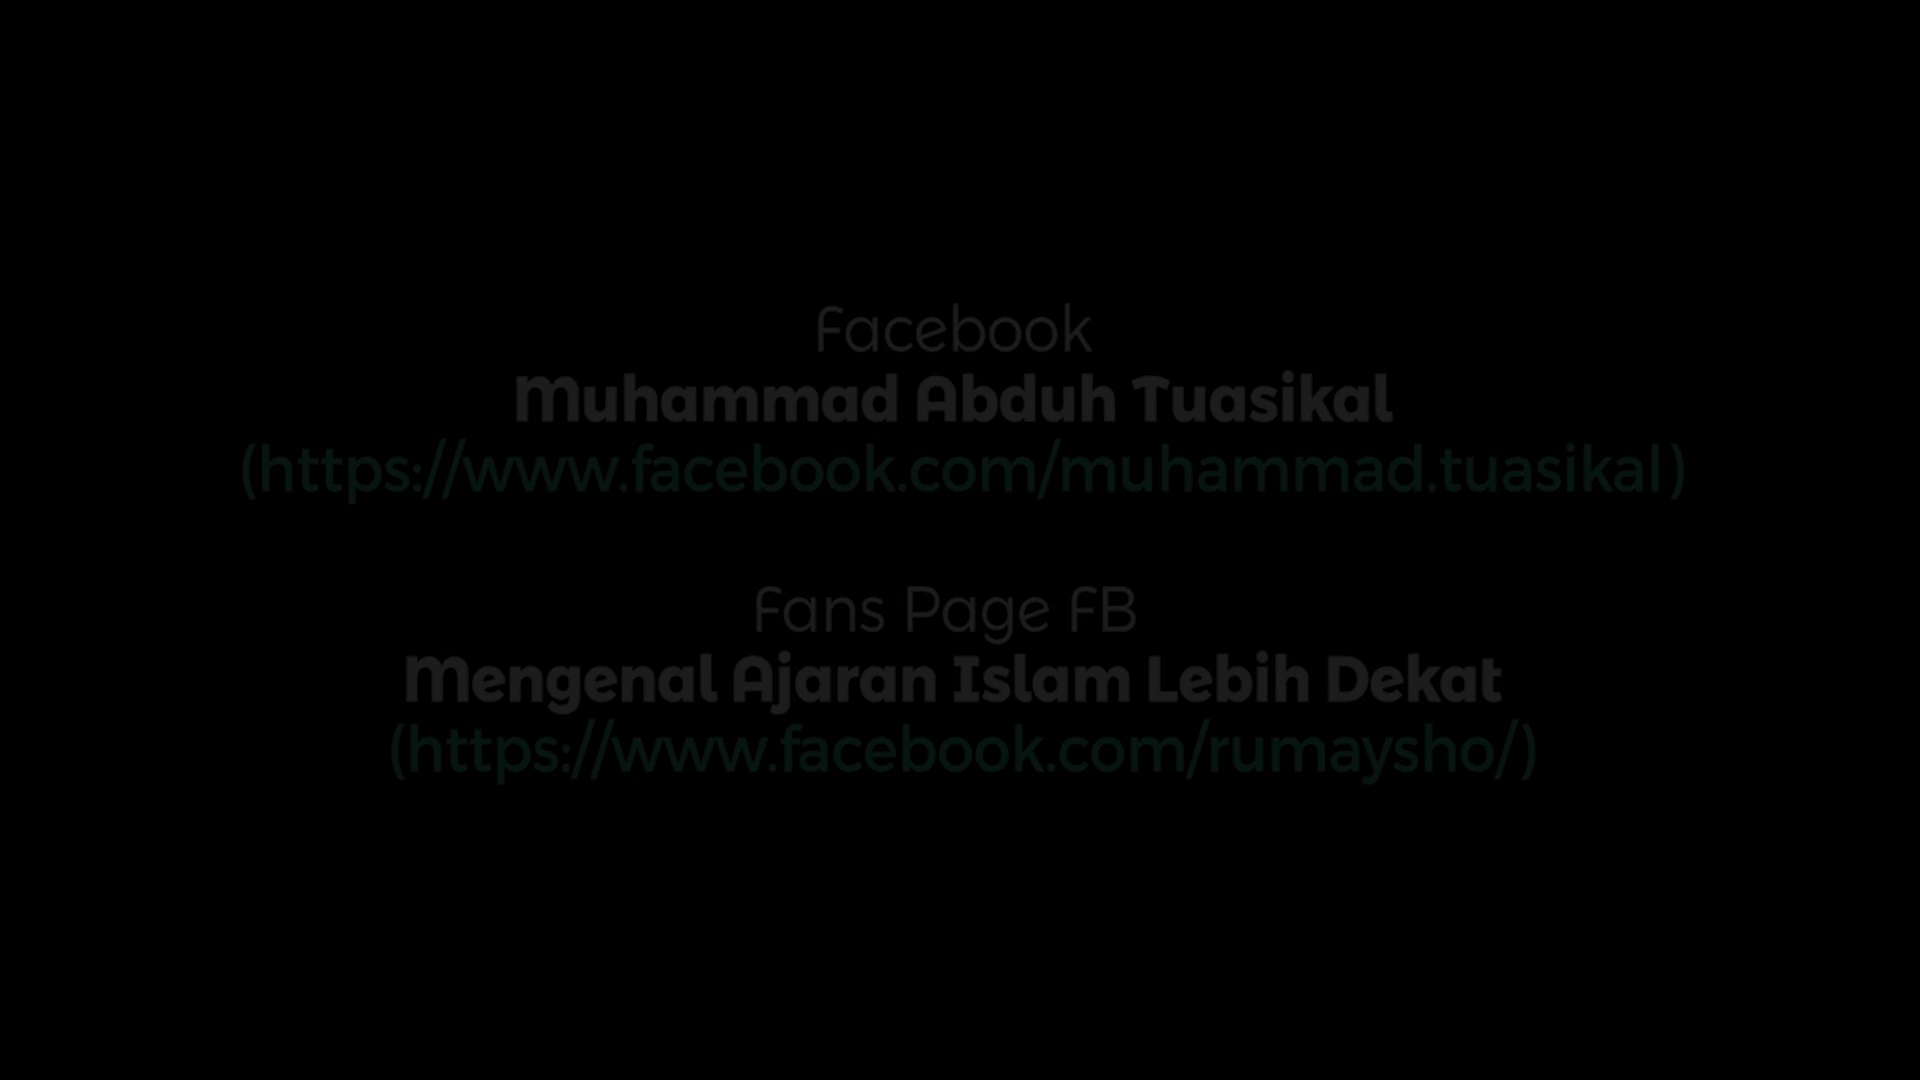 Facebook
Muhammad Abduh Tuasikal
(https://www.facebook.com/muhammad.tuasikal)
Fans Page FB
Mengenal Ajaran Islam Lebih Dekat
(https://www.facebook.com/rumaysho/)